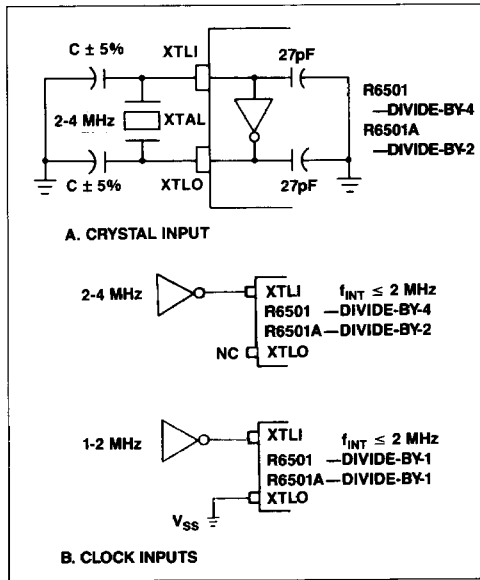 C ± 5%
XTLI
27pF
2-4 MHz
XTAL
R6501
—DIVIDE-BY-4
R6501A
—DIVIDE-BY-2
C ± 5%
XTLO
27pF
A. CRYSTAL INPUT
2-4 MHz
XTLI
fINT ≤ 2 MHz
R6501 —DIVIDE-BY-4
R6501A—DIVIDE-BY-2
NC
XTLO
1-2 MHz
XTLI
fINT ≤ 2 MHz
R6501 —DIVIDE-BY-1
R6501A—DIVIDE-BY-1
XTLO
VSS
B. CLOCK INPUTS